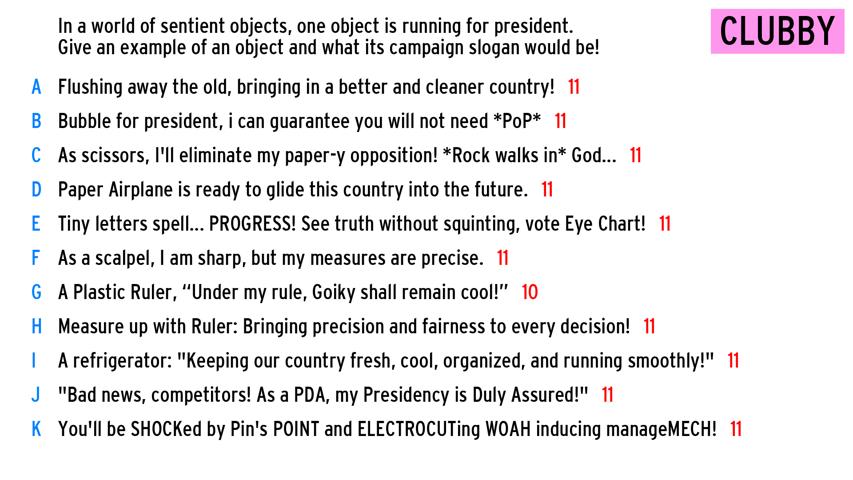 In a world of sentient objects, one object is running for president.
Give an example of an object and what its campaign slogan would be!
CLUBBY
A Flushing away the old, bringing in a better and cleaner country! 11
B Bubble for president, i can guarantee you will not need *PoP* 11
C As scissors, I'll eliminate my paper-y opposition! *Rock walks in* God... 11
D Paper Airplane is ready to glide this country into the future. 11
E Tiny letters spell... PROGRESS! See truth without squinting, vote Eye Chart! 11
F As a scalpel, I am sharp, but my measures are precise. 11
G A Plastic Ruler, “Under my rule, Goiky shall remain cool!” 10
H Measure up with Ruler: Bringing precision and fairness to every decision! 11
I A refrigerator: "Keeping our country fresh, cool, organized, and running smoothly!" 11
J "Bad news, competitors! As a PDA, my Presidency is Duly Assured!" 11
K You'll be SHOCKed by Pin's POINT and ELECTROCUTing WOAH inducing manageMECH! 11